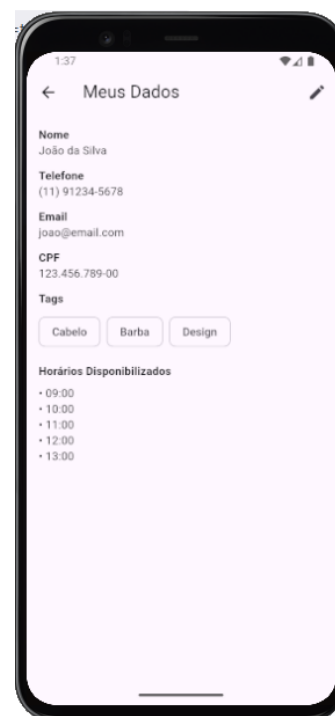 1:37
Meus Dados
Nome
João da Silva
Telefone
(11) 91234-5678
Email
joao@email.com
CPF
123.456.789-00
Tags
Cabelo Barba Design
Horários Disponibilizados
• 09:00
• 10:00
• 11:00
• 12:00
• 13:00